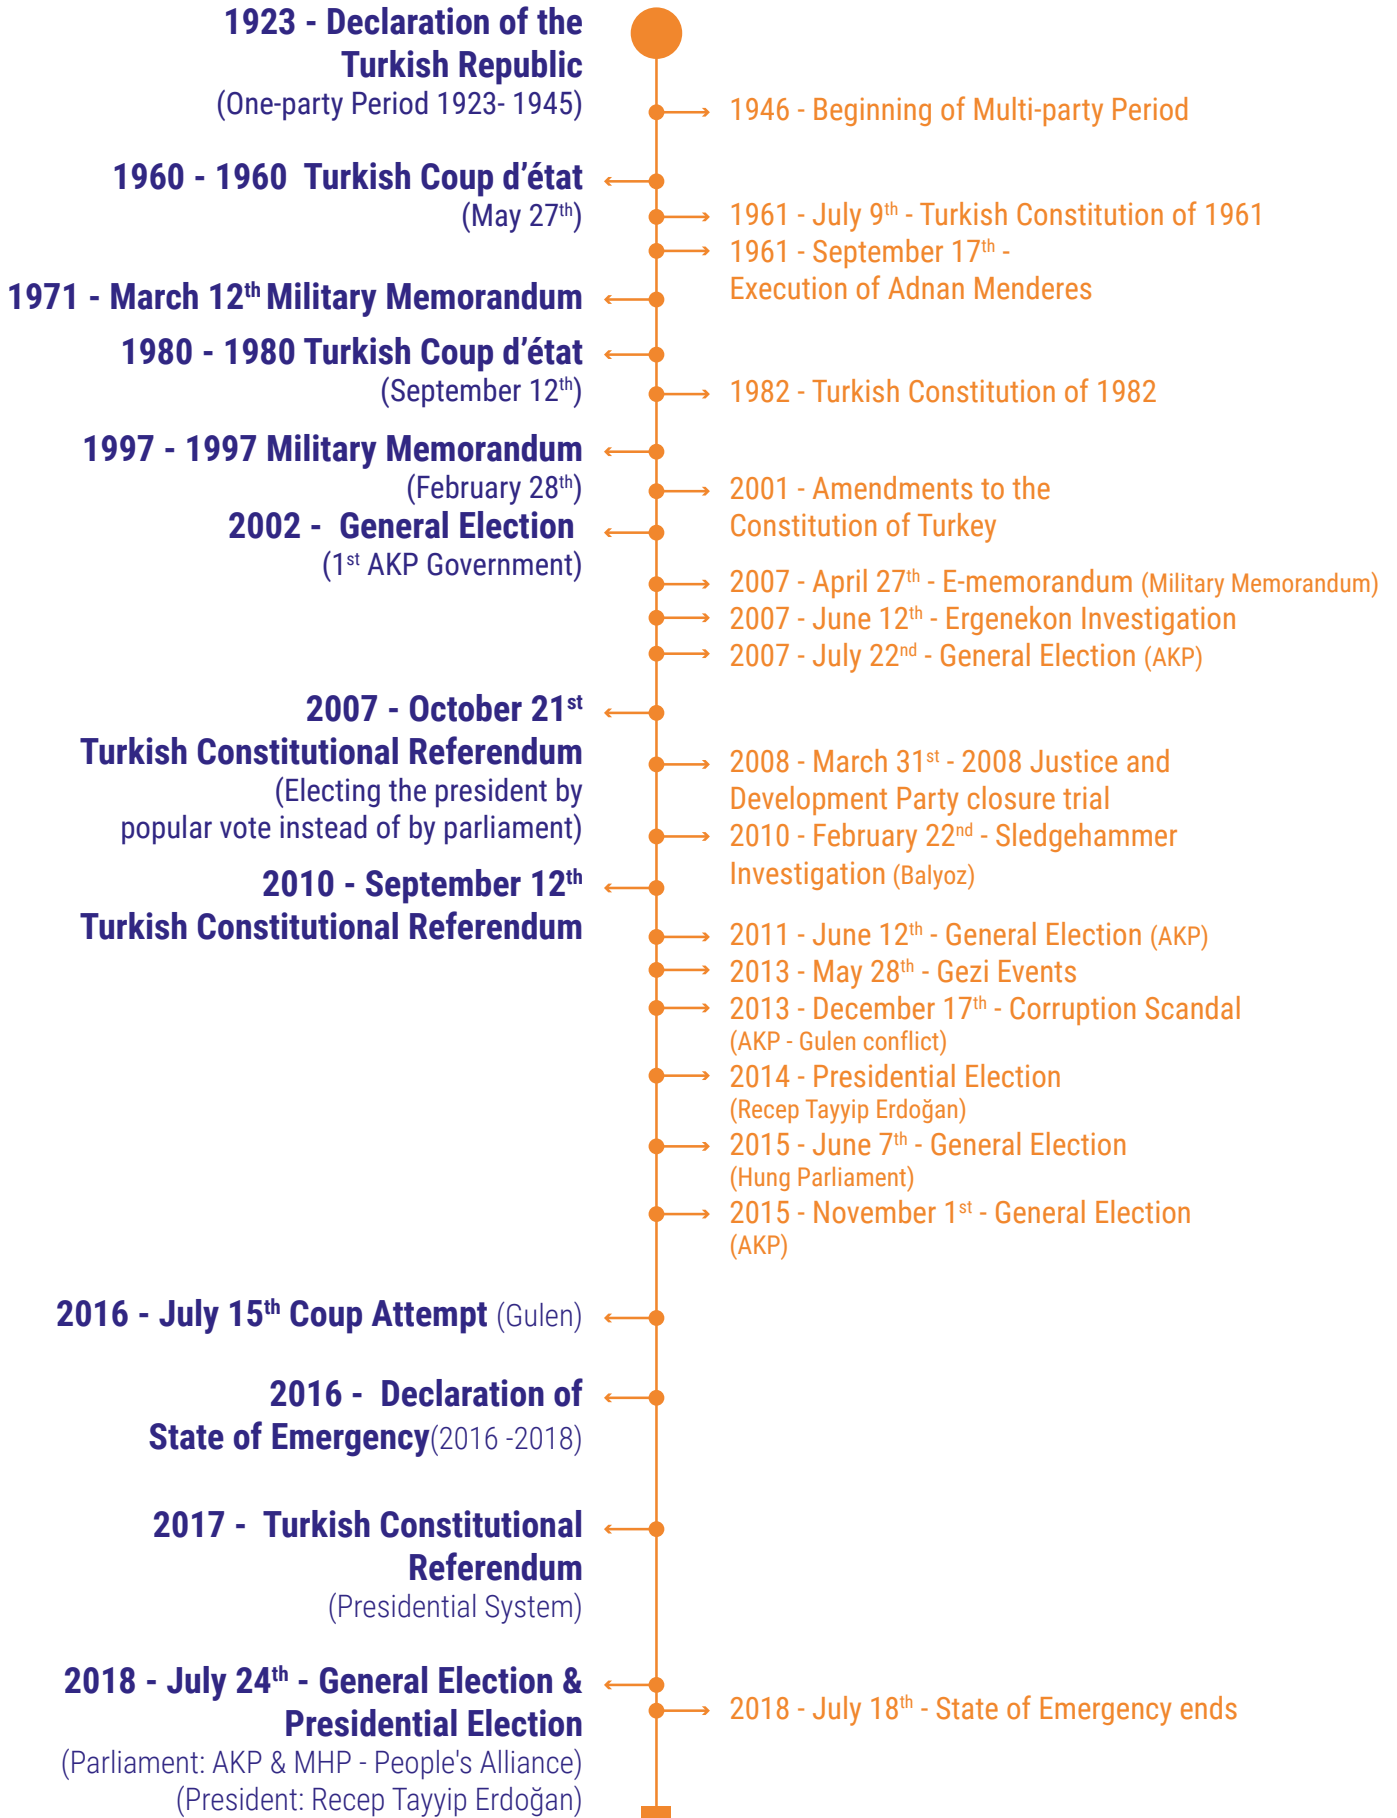 1923 - Declaration of the
Turkish Republic
(One-party Period 1923- 1945)
1946 - Beginning of Multi-party Period
1960 - 1960 Turkish Coup d’état
(May 27th)
1961 - July 9th - Turkish Constitution of 1961
1961 - September 17th -
Execution of Adnan Menderes
1971 - March 12th Military Memorandum
1980 - 1980 Turkish Coup d’état
(September 12th)
1982 - Turkish Constitution of 1982
1997 - 1997 Military Memorandum
(February 28th)
2001 - Amendments to the
Constitution of Turkey
2002 - General Election
(1st AKP Government)
2007 - April 27th - E-memorandum (Military Memorandum)
2007 - June 12th - Ergenekon Investigation
2007 - July 22nd - General Election (AKP)
2007 - October 21st
Turkish Constitutional Referendum
(Electing the president by
popular vote instead of by parliament)
2008 - March 31st - 2008 Justice and
Development Party closure trial
2010 - February 22nd - Sledgehammer
Investigation (Balyoz)
2010 - September 12th
Turkish Constitutional Referendum
2011 - June 12th - General Election (AKP)
2013 - May 28th - Gezi Events
2013 - December 17th - Corruption Scandal
(AKP - Gulen conflict)
2014 - Presidential Election
(Recep Tayyip Erdoğan)
2015 - June 7th - General Election
(Hung Parliament)
2015 - November 1st - General Election
(AKP)
2016 - July 15th Coup Attempt (Gulen)
2016 - Declaration of
State of Emergency(2016 -2018)
2017 - Turkish Constitutional
Referendum
(Presidential System)
2018 - July 24th - General Election &
Presidential Election
(Parliament: AKP & MHP - People's Alliance)
(President: Recep Tayyip Erdoğan)
2018 - July 18th - State of Emergency ends